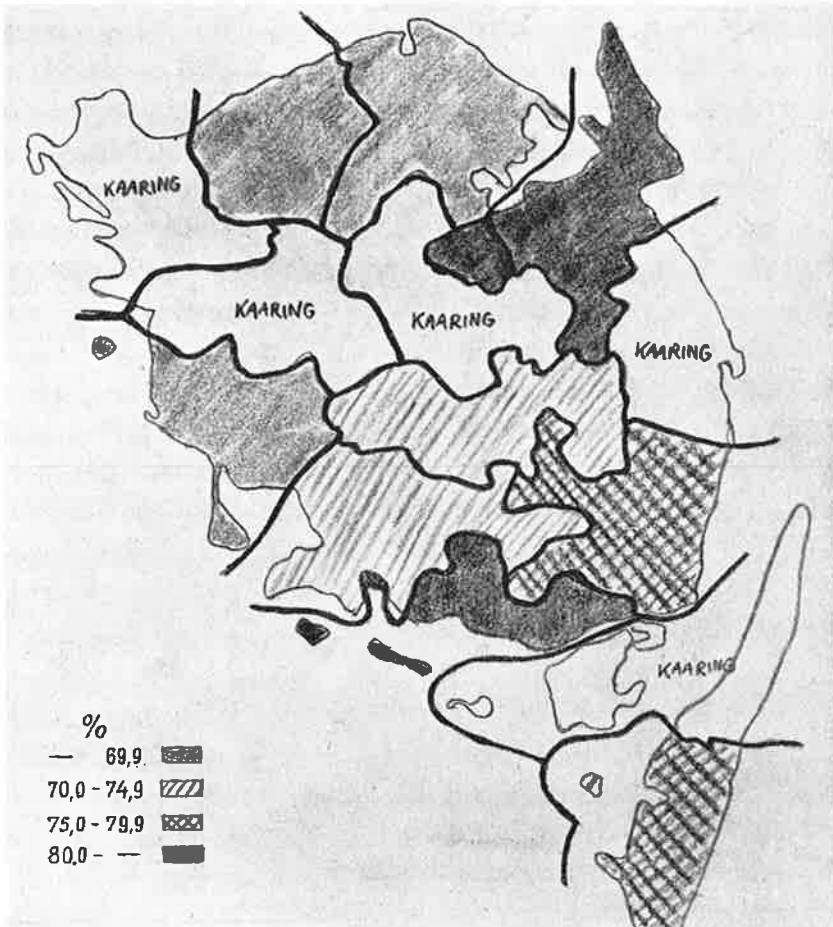 KAARING
KAARING
KAARING
KAARING
KAARING
%
— 69,9
70,0 - 74,9
75,0 - 79,9
80,0 - —